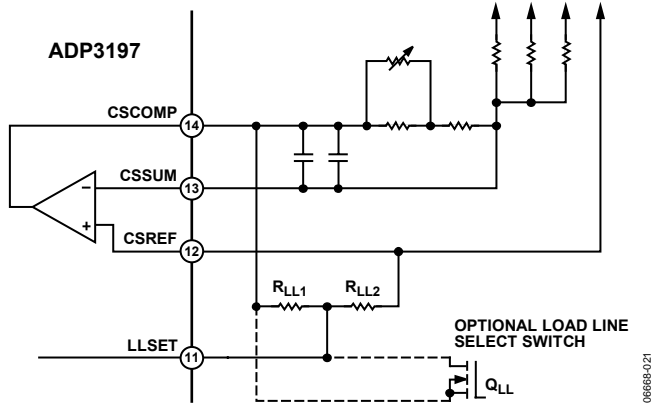 ADP3197
CSCOMP
14
CSSUM
13
CSREF
12
RLL1
RLL2
LLSET
11
OPTIONAL LOAD LINE
SELECT SWITCH
QLL
–
+
06668-021